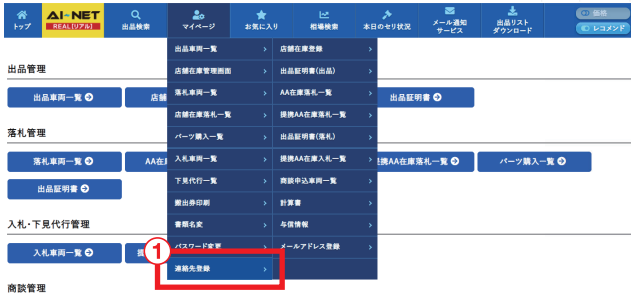 トップ
AI-NET
REAL[リアル]
出品検索
マイページ
お気に入り
相場検索
本日のセリ状況
メール通知
サービス
出品リスト
ダウンロード
価格
レコメンド
出品車両一覧
店舗在庫登録
店舗在庫管理画面
出品証明書(出品)
落札車両一覧
AA在庫落札一覧
店舗在庫落札一覧
提携AA在庫落札一覧
パーツ購入一覧
出品証明書(落札)
入札車両一覧
提携AA在庫入札一覧
下見代行一覧
商談申込車両一覧
搬出券印刷
計算書
書類名変
与信情報
パスワード変更
メールアドレス登録
連絡先登録
1
出品管理
出品車両一覧
店舗
出品証明書
落札管理
落札車両一覧
AA在
提携AA在庫落札一覧
パーツ購入一覧
出品証明書
入札・下見代行管理
入札車両一覧
商談管理